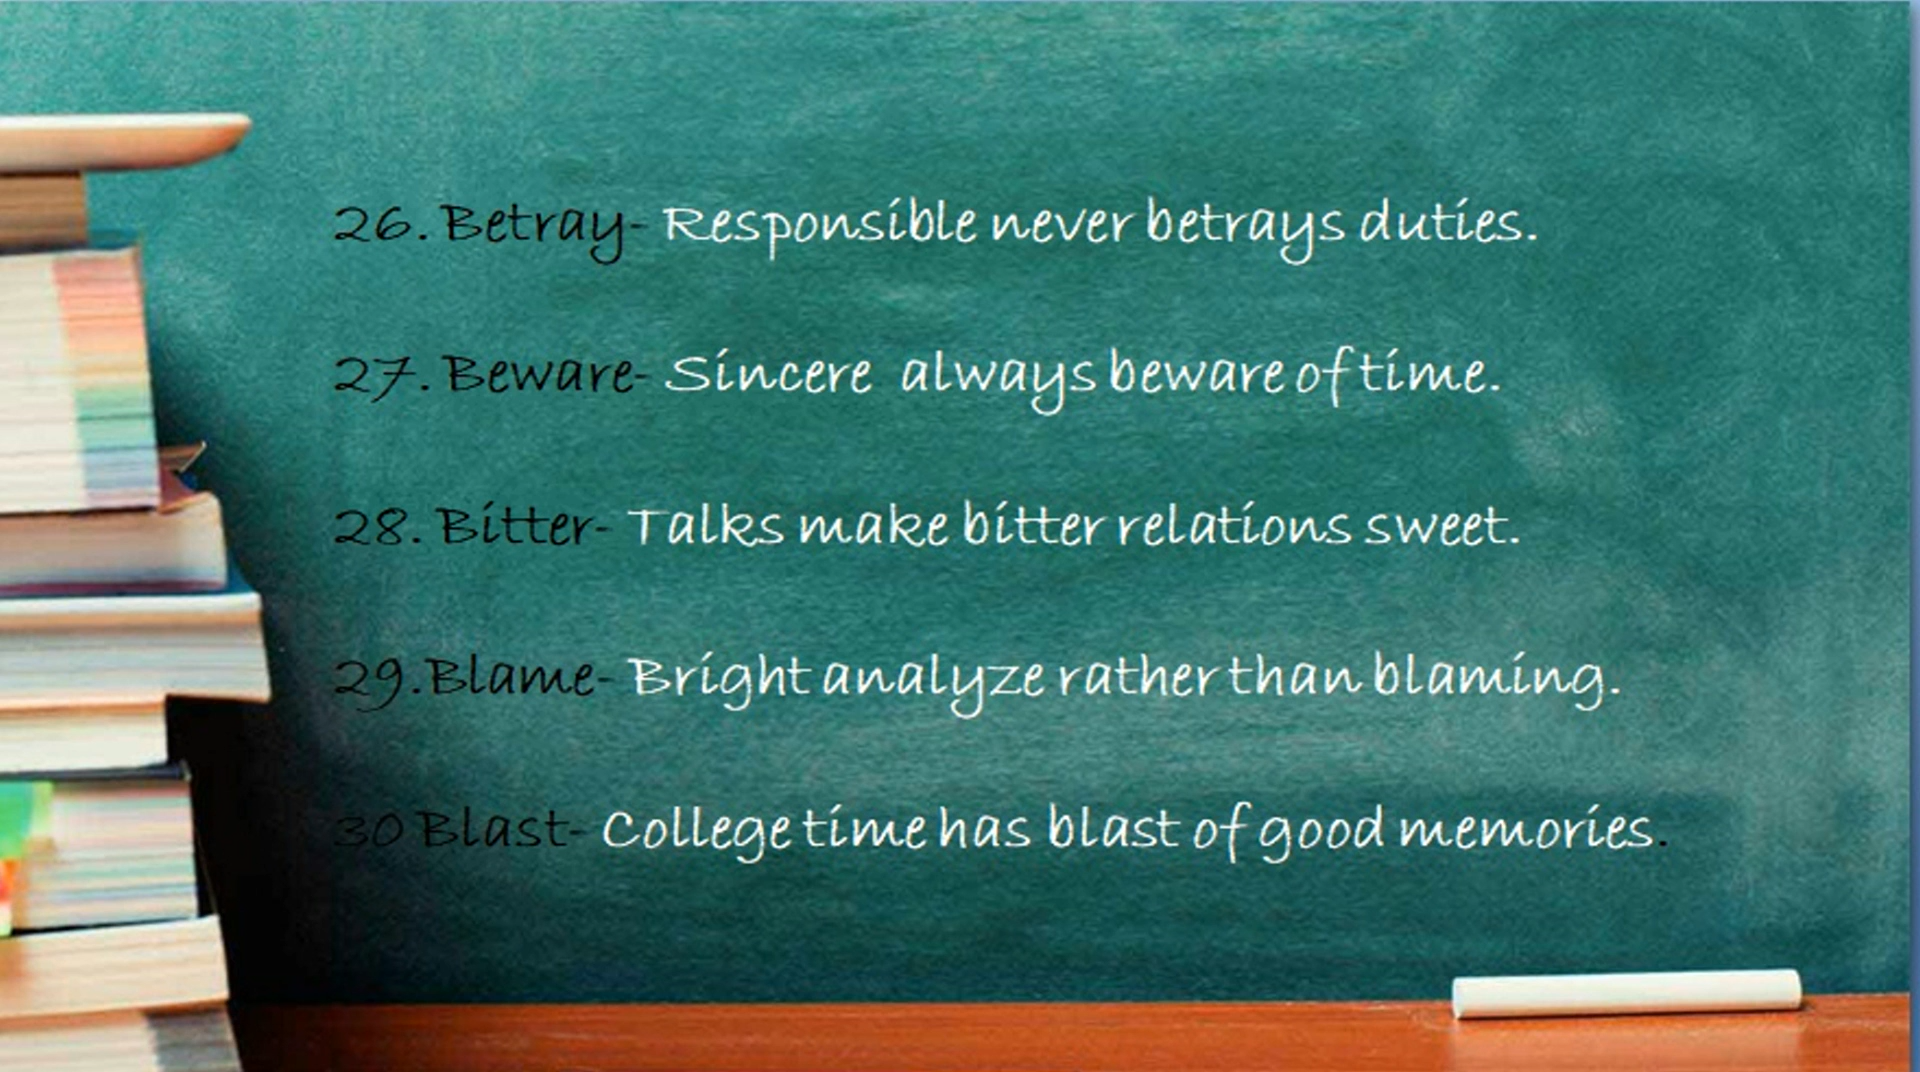 26. Betray- Responsible never betrays duties.
27. Beware- Sincere always beware of time.
28. Bitter- Talks make bitter relations sweet.
29.Blame- Bright analyze rather than blaming.
30 Blast- College time has blast of good memories.